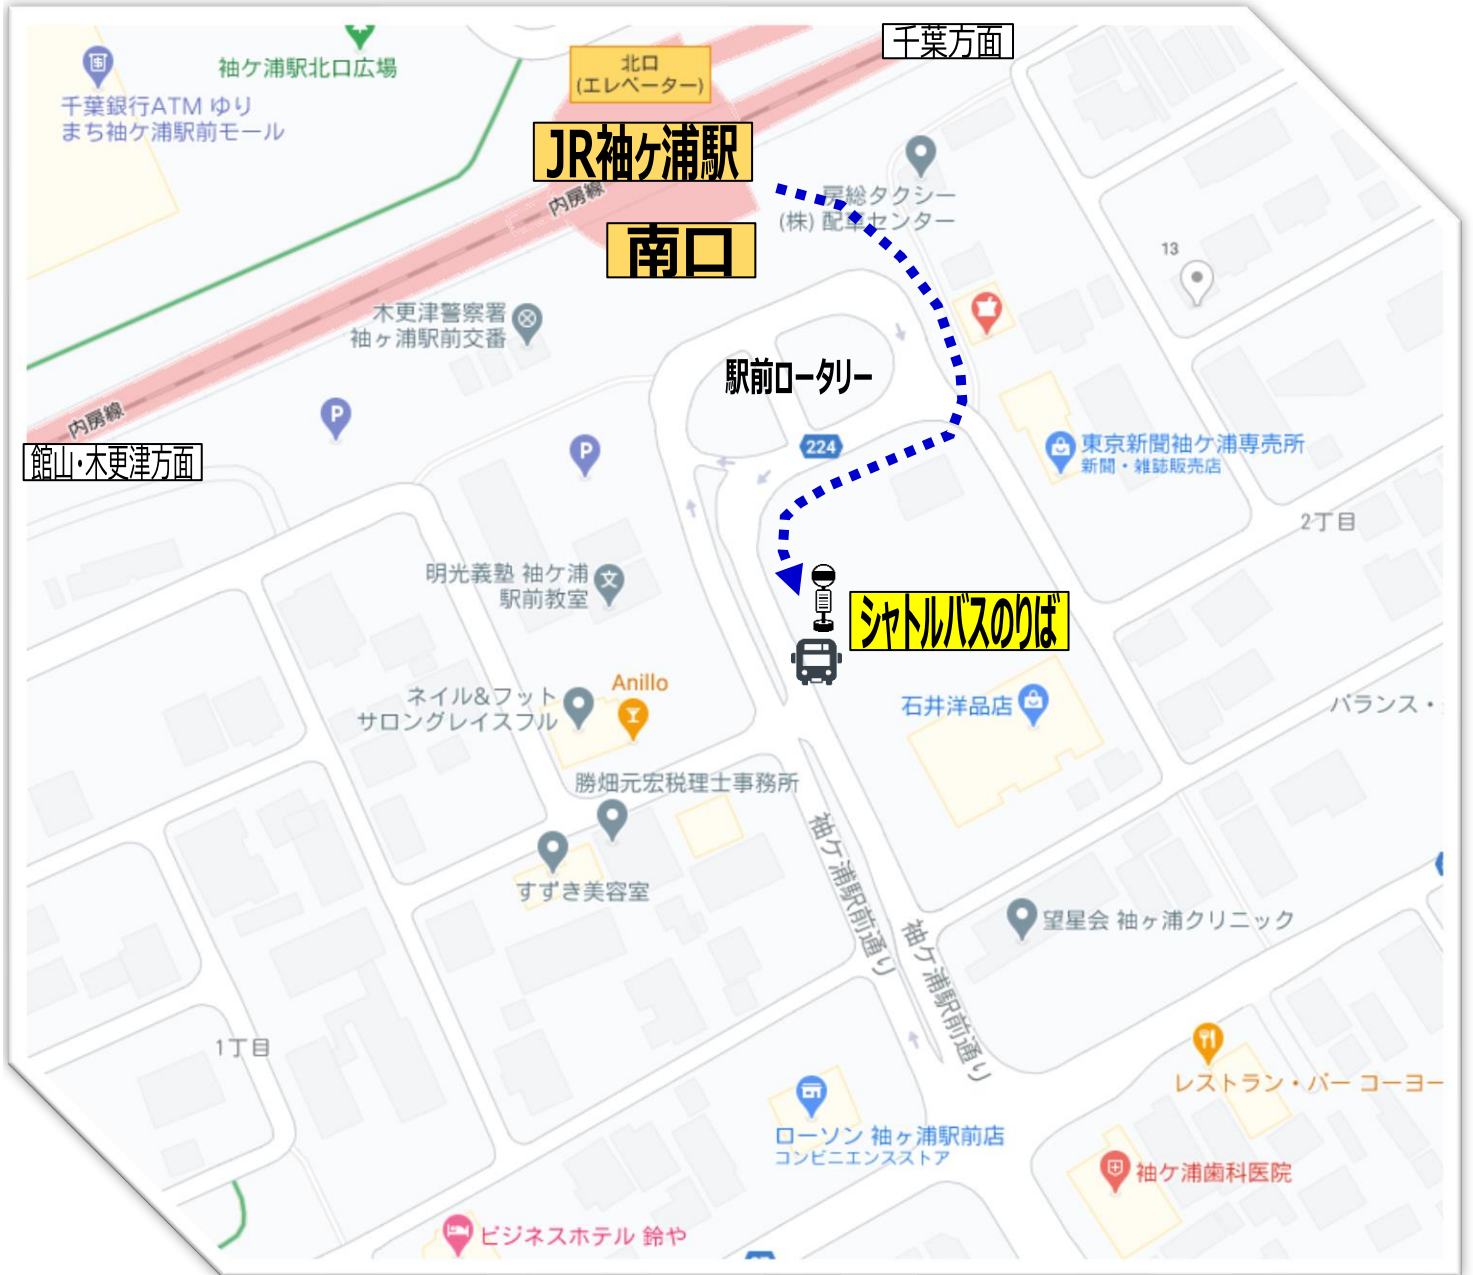 千葉方面
袖ケ浦駅北口広場
北口
(エレベーター)
千葉銀行ATM ゆり
まち袖ケ浦駅前モール
JR袖ヶ浦駅
内房線
房総タクシー
(株) 配車センター
南口
13
木更津警察署
袖ヶ浦駅前交番
駅前ロータリー
P
内房線
館山・木更津方面
P
224
東京新聞袖ケ浦専売所
新聞・雑誌販売店
2丁目
明光義塾 袖ケ浦
駅前教室
文
シャトルバスのりば
Anillo
ネイル&フット
サロングレイスフル
石井洋品店
バランス・
勝畑元宏税理士事務所
すずき美容室
袖ケ浦駅前通り
望星会 袖ヶ浦クリニック
袖ケ浦駅前通り
1丁目
レストラン・バー コーヨー
ローソン 袖ヶ浦駅前店
コンビニエンスストア
袖ケ浦歯科医院
ビジネスホテル 鈴や